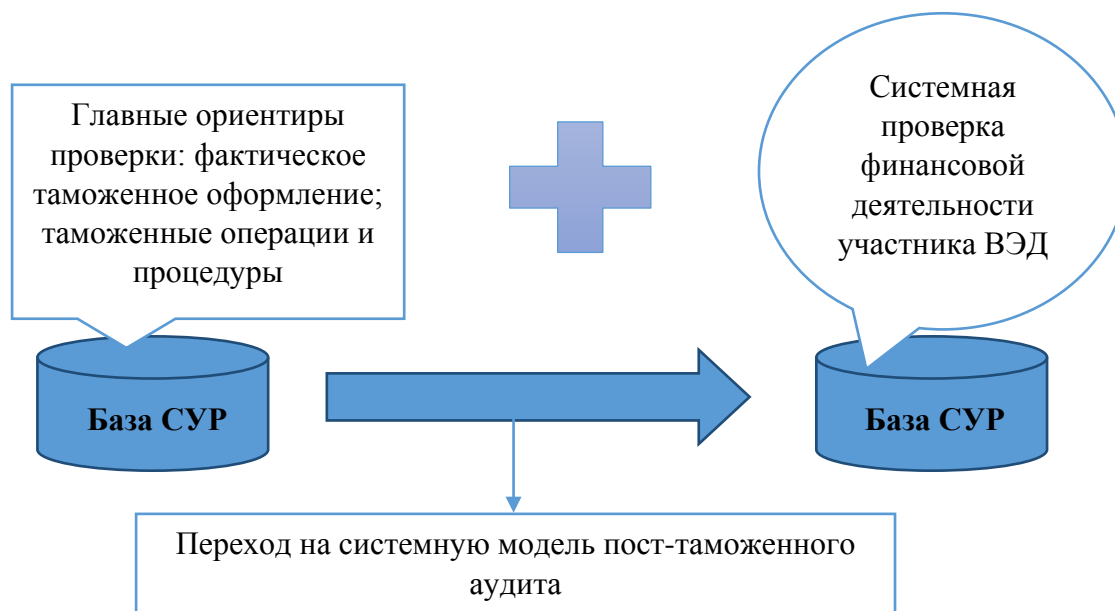 Главные ориентиры
проверки: фактическое
таможенное оформление;
таможенные операции и
процедуры
Системная
проверка
финансовой
деятельности
участника ВЭД
База СУР
База СУР
Переход на системную модель пост-таможенного
аудита